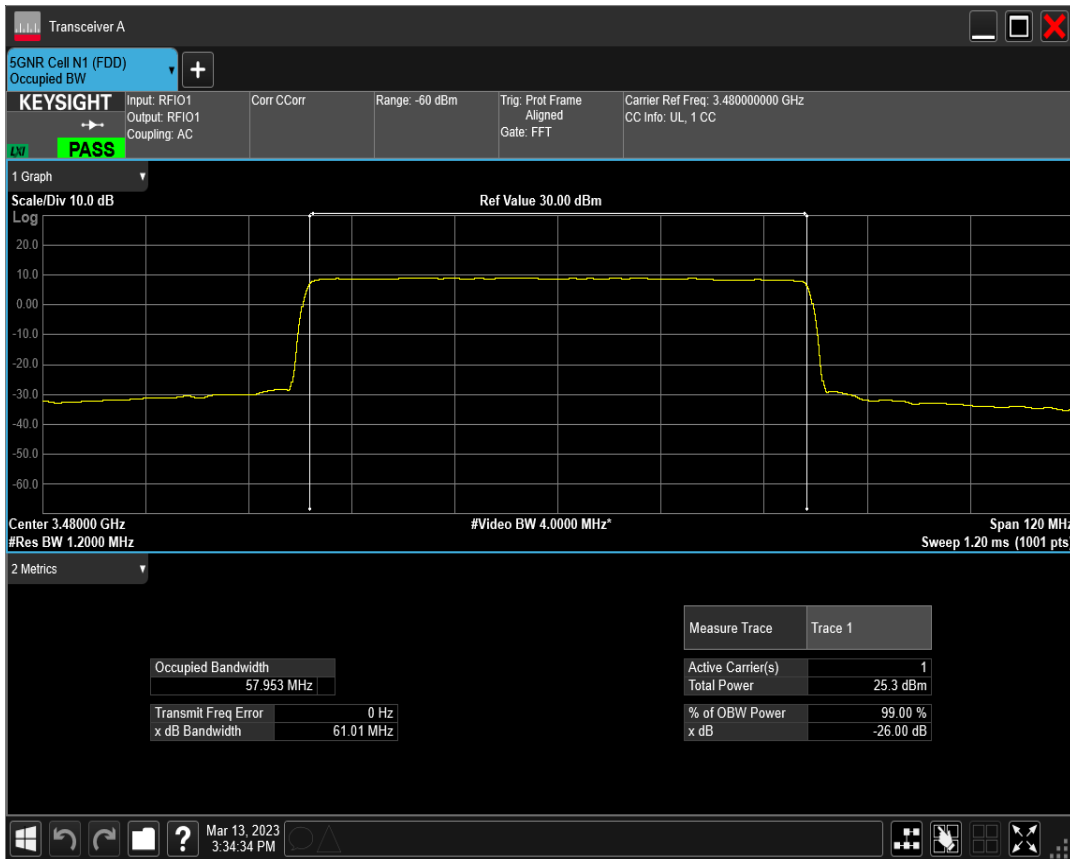 Transceiver A
5GNR Cell N1 (FDD)
Occupied BW
KEYSIGHT
LXI
PASS
Input: RFIO1
Output: RFIO1
Coupling: AC
Corr CCorr
Range: -60 dBm
Trig: Prot Frame
Aligned
Gate: FFT
Carrier Ref Freq: 3.480000000 GHz
CC Info: UL, 1 CC
1 Graph
Scale/Div 10.0 dB
Ref Value 30.00 dBm
Log
20.0
10.0
0.00
-10.0
-20.0
-30.0
-40.0
-50.0
-60.0
Center 3.48000 GHz
#Video BW 4.0000 MHz*
Span 120 MHz
#Res BW 1.2000 MHz
Sweep 1.20 ms (1001 pts)
2 Metrics
Measure Trace Trace 1
Occupied Bandwidth
57.953 MHz
Transmit Freq Error 0 Hz
x dB Bandwidth 61.01 MHz
Active Carrier(s) 1
Total Power 25.3 dBm
% of OBW Power 99.00 %
x dB -26.00 dB
?
Mar 13, 2023
3:34:34 PM